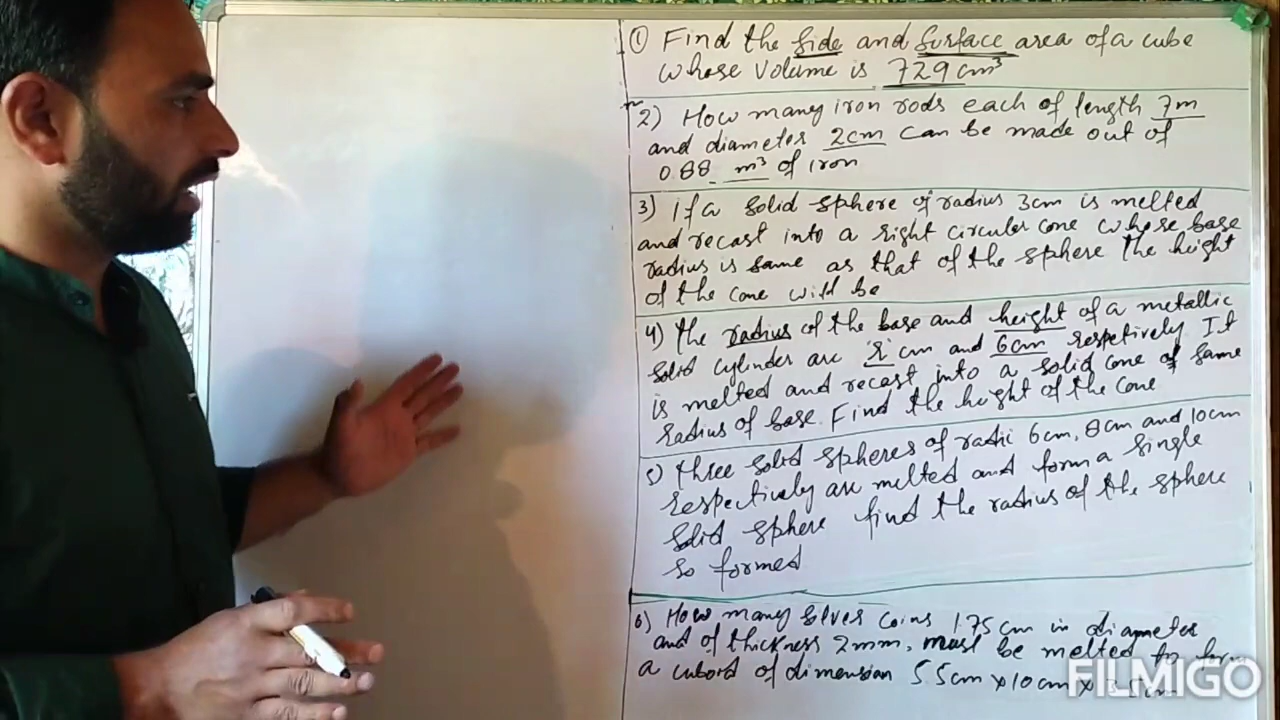 ① Find the side and surface area of a cube
whose volume is 729 cm³
2) How many iron rods each of length 7m
and diameter 2cm can be made out of
0.88 m³ of iron
3) If a solid sphere of radius 3cm is melted
and recast into a right circular cone whose base
radius is same as that of the sphere the height
of the cone will be
4) the radius of the base and height of a metallic
solid cylinder are r cm and 6cm respetively It
is melted and recast into a solid cone of same
radius of base. Find the height of the cone
5) three solid spheres of radii 6cm, 8cm and 10cm
respectively are melted and form a single
solid sphere find the radius of the sphere
so formed
6) How many silver coins 1.75 cm in diameter
and of thickness 2mm, must be melted to form
a cuboid of dimension 5.5cm x 10cm x 3.5cm
FILMIGO